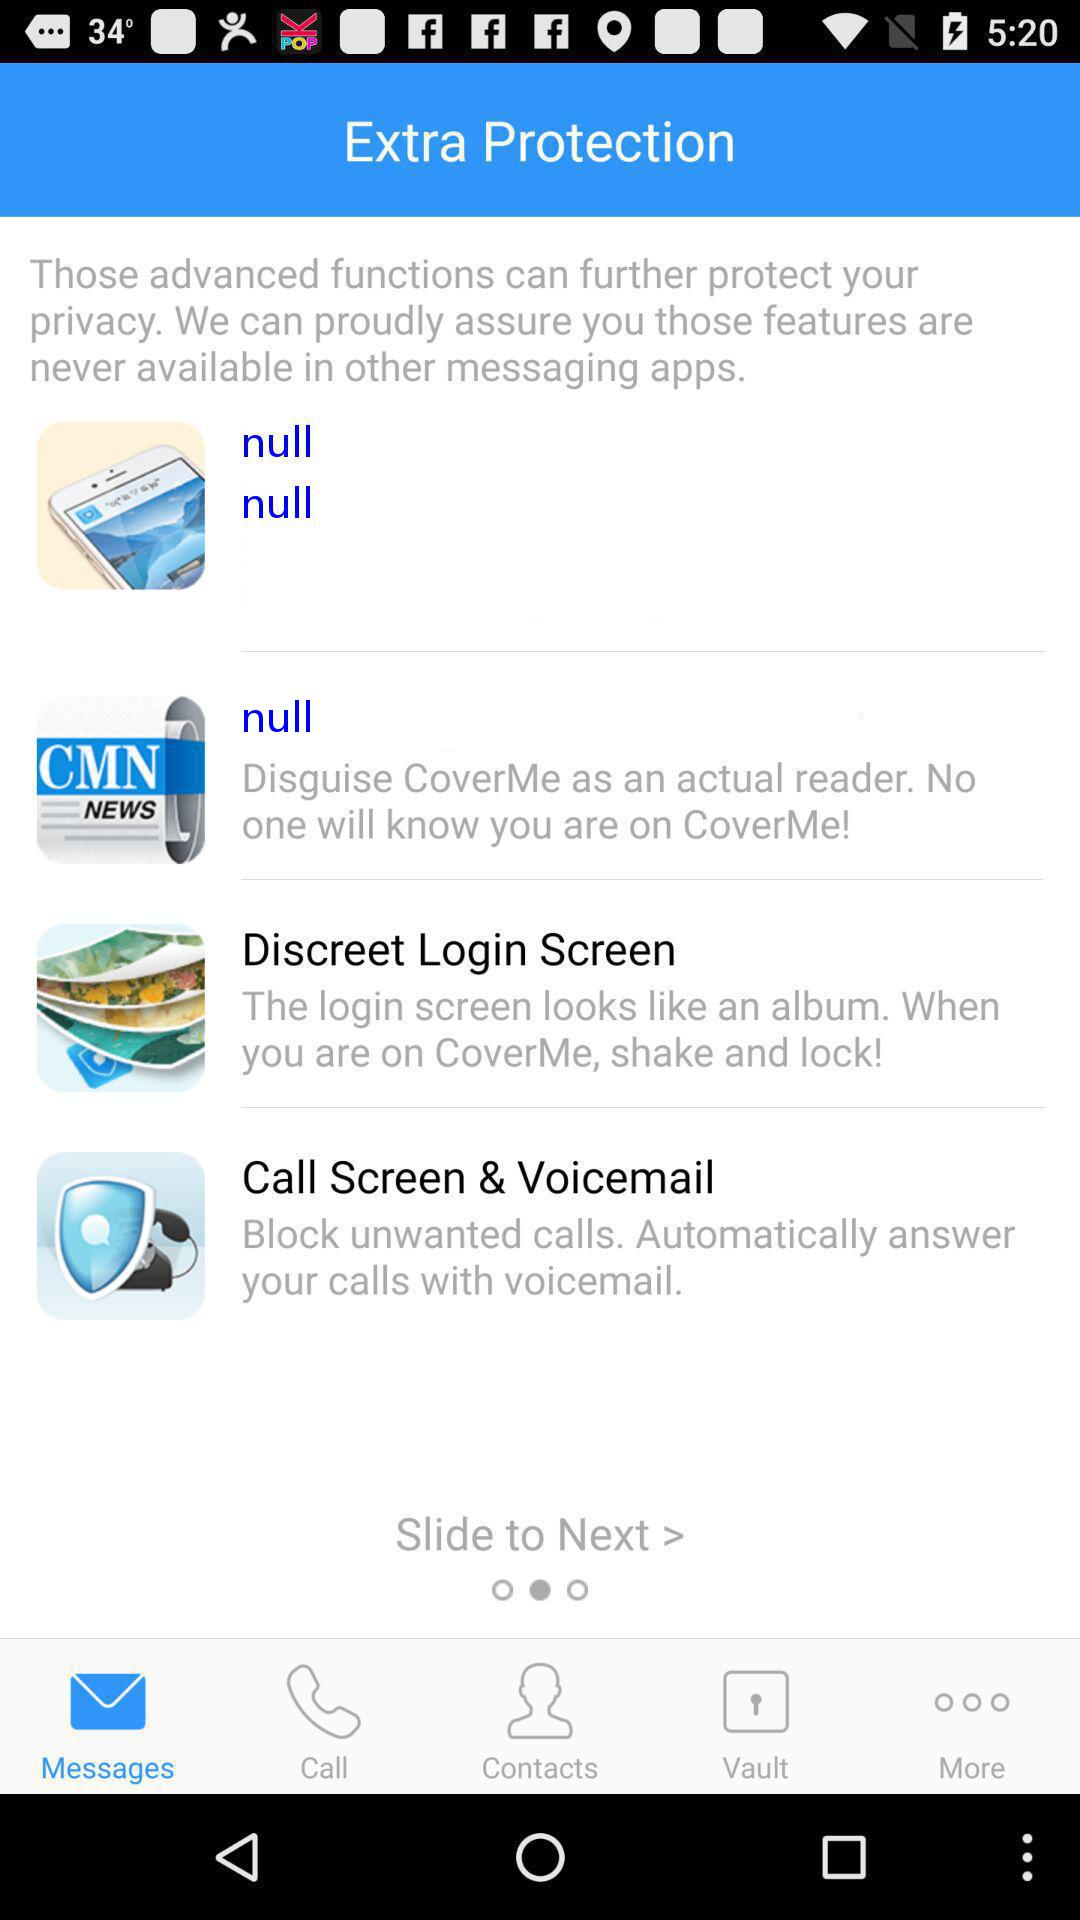 34°
KPOP
5:20
Extra Protection
Those advanced functions can further protect your
privacy. We can proudly assure you those features are
never available in other messaging apps.
null
null
null
CMN
NEWS
Disguise CoverMe as an actual reader. No
one will know you are on CoverMe!
Discreet Login Screen
The login screen looks like an album. When
you are on CoverMe, shake and lock!
Call Screen & Voicemail
Block unwanted calls. Automatically answer
your calls with voicemail.
Slide to Next >
Messages
Call
Contacts
Vault
More